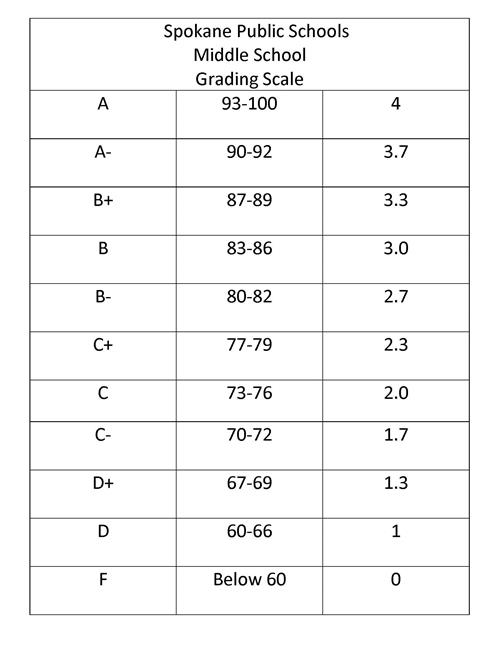 Spokane Public Schools
Middle School
Grading Scale
A 93-100 4
A- 90-92 3.7
B+ 87-89 3.3
B 83-86 3.0
B- 80-82 2.7
C+ 77-79 2.3
C 73-76 2.0
C- 70-72 1.7
D+ 67-69 1.3
D 60-66 1
F Below 60 0